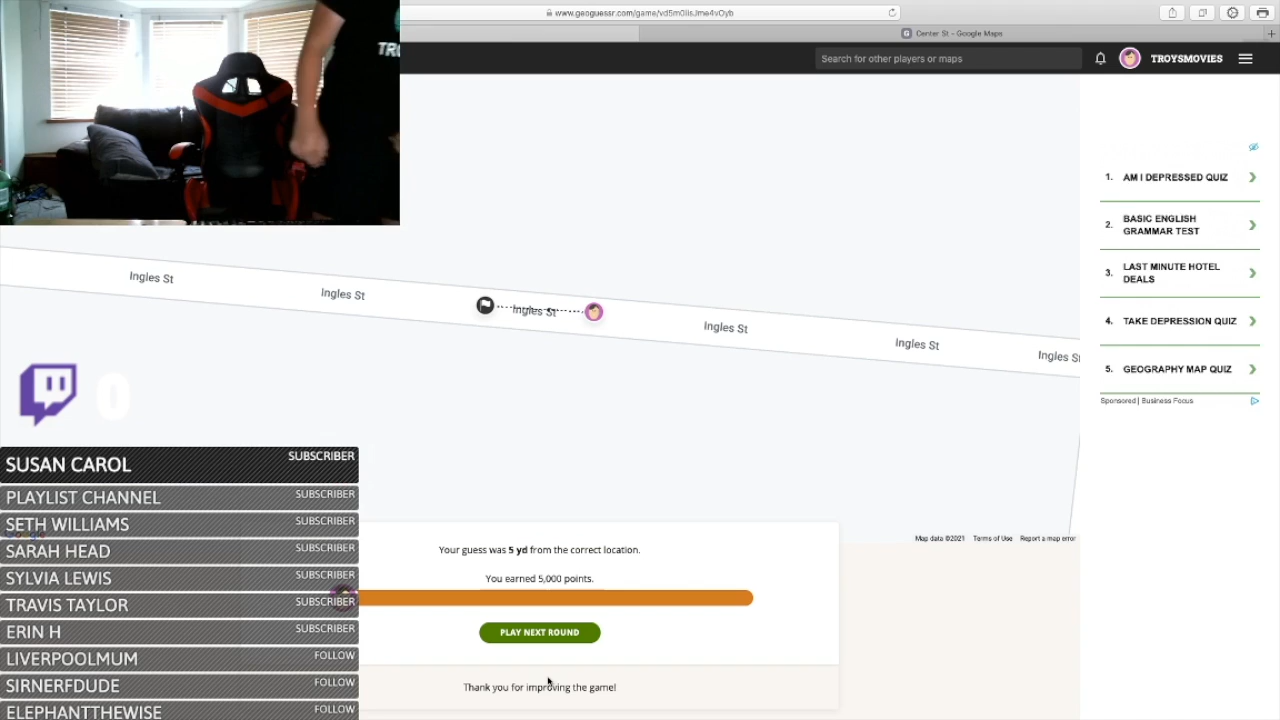 www.geoguessr.com/game/vd5m0iisJme4vOyb
Center St - Google Maps
Search for other players or maps
TROYSMOVIES
1. AM I DEPRESSED QUIZ
2. BASIC ENGLISH
GRAMMAR TEST
3. LAST MINUTE HOTEL
DEALS
4. TAKE DEPRESSION QUIZ
5. GEOGRAPHY MAP QUIZ
Sponsored | Business Focus
Ingles St
Ingles St
Ingles St
Ingles St
Ingles St
Ingles St
0
SUSAN CAROL SUBSCRIBER
PLAYLIST CHANNEL SUBSCRIBER
SETH WILLIAMS SUBSCRIBER
Google
SARAH HEAD SUBSCRIBER
SYLVIA LEWIS SUBSCRIBER
TRAVIS TAYLOR SUBSCRIBER
ERIN H SUBSCRIBER
LIVERPOOLMUM FOLLOW
SIRNERFDUDE FOLLOW
ELEPHANTTHEWISE FOLLOW
Map data ©2021 Terms of Use Report a map error
Your guess was 5 yd from the correct location.
You earned 5,000 points.
PLAY NEXT ROUND
Thank you for improving the game!